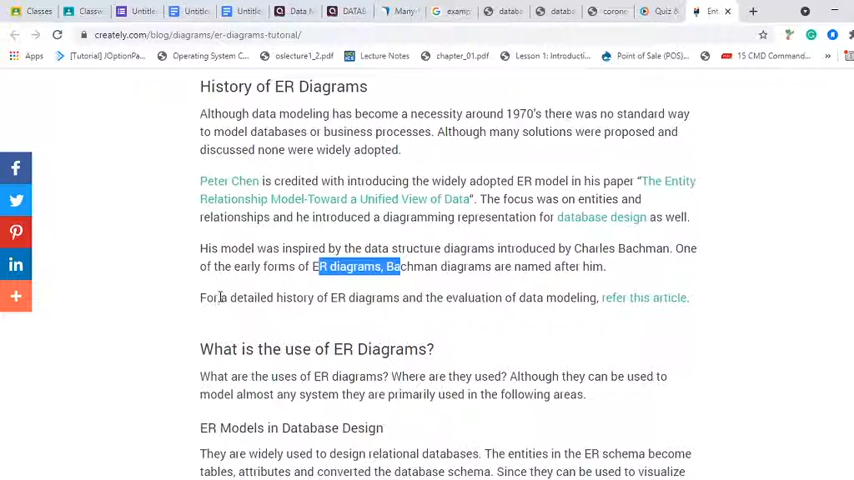 Classes
Classw
Untitle
Untitle
Untitle
Data M
DATAB
Many-
examp
datab
datab
corone
Quiz &
Ent
creately.com/blog/diagrams/er-diagrams-tutorial/
Apps
[Tutorial] JOptionPa...
Operating System C...
oslecture1_2.pdf
Lecture Notes
chapter_01.pdf
Lesson 1: Introducti...
Point of Sale (POS)...
15 CMD Command...
History of ER Diagrams
Although data modeling has become a necessity around 1970's there was no standard way
to model databases or business processes. Although many solutions were proposed and
discussed none were widely adopted.
Peter Chen is credited with introducing the widely adopted ER model in his paper “The Entity
Relationship Model-Toward a Unified View of Data”. The focus was on entities and
relationships and he introduced a diagramming representation for database design as well.
His model was inspired by the data structure diagrams introduced by Charles Bachman. One
of the early forms of ER diagrams, Bachman diagrams are named after him.
For a detailed history of ER diagrams and the evaluation of data modeling, refer this article.
What is the use of ER Diagrams?
What are the uses of ER diagrams? Where are they used? Although they can be used to
model almost any system they are primarily used in the following areas.
ER Models in Database Design
They are widely used to design relational databases. The entities in the ER schema become
tables, attributes and converted the database schema. Since they can be used to visualize